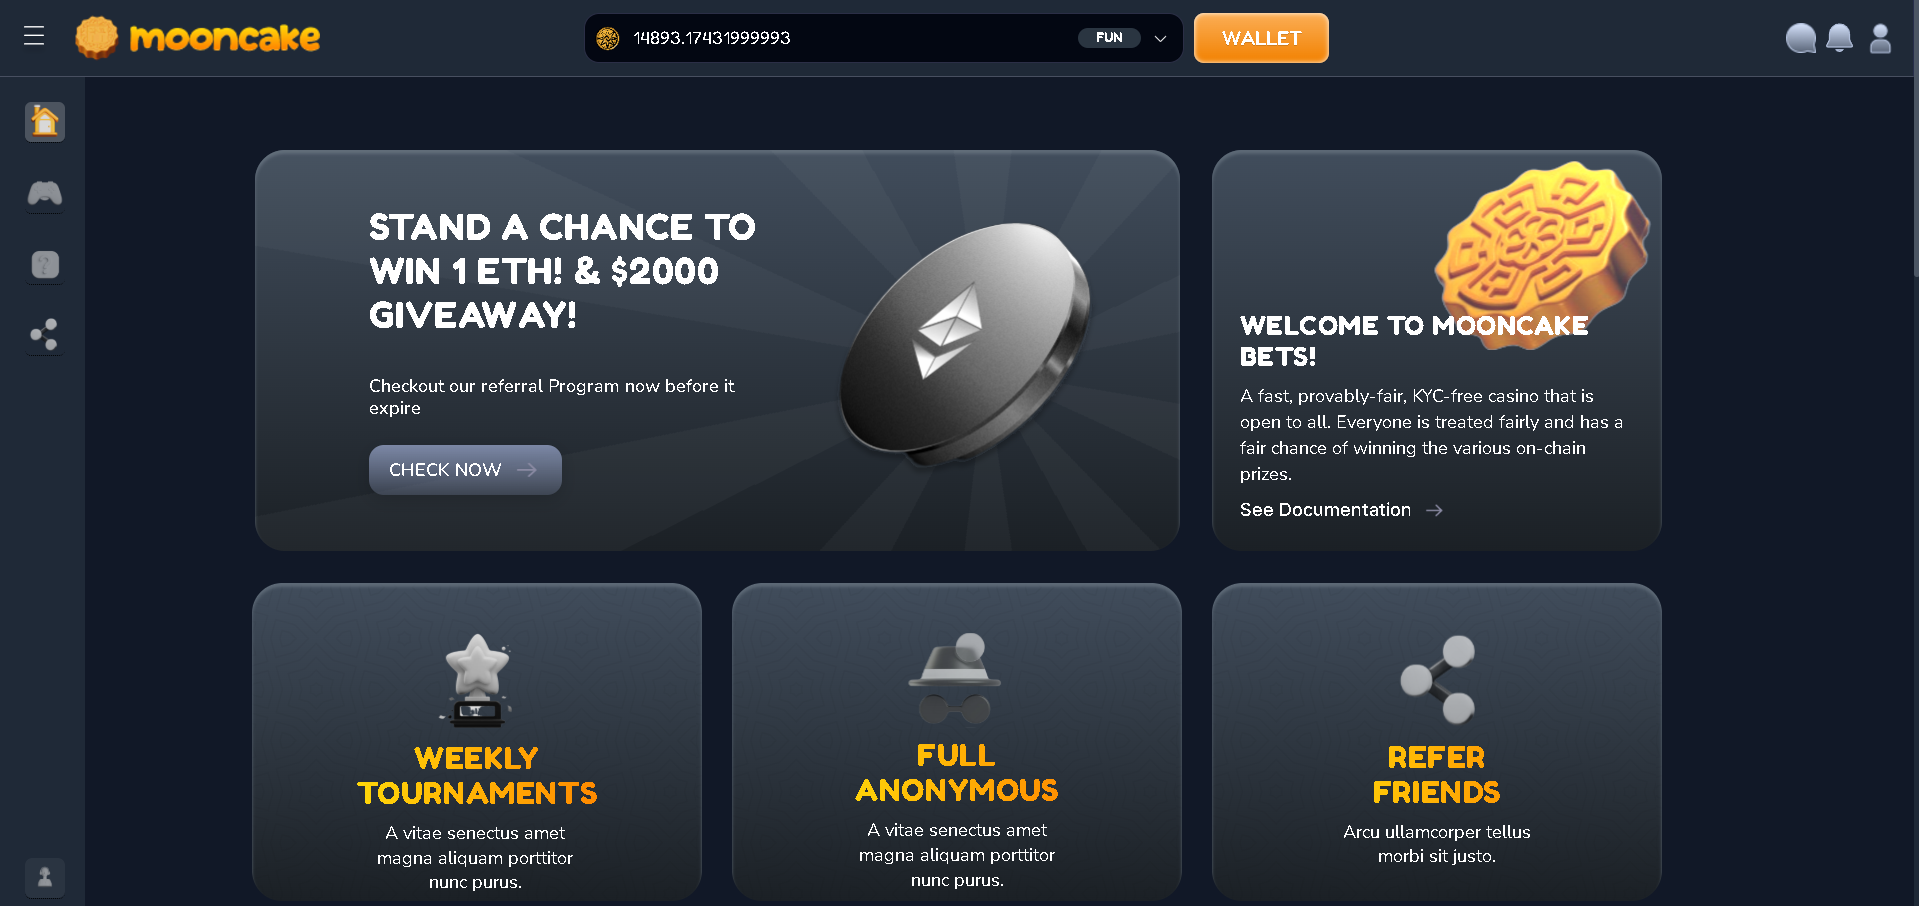 mooncake
14893.17431999993
FUN
WALLET
STAND A CHANCE TO
WIN 1 ETH! & $2000
GIVEAWAY!
Checkout our referral Program now before it
expire
CHECK NOW
WELCOME TO MOONCAKE
BETS!
A fast, provably-fair, KYC-free casino that is
open to all. Everyone is treated fairly and has a
fair chance of winning the various on-chain
prizes.
See Documentation
WEEKLY
TOURNAMENTS
A vitae senectus amet
magna aliquam porttitor
nunc purus.
FULL
ANONYMOUS
A vitae senectus amet
magna aliquam porttitor
nunc purus.
REFER
FRIENDS
Arcu ullamcorper tellus
morbi sit justo.